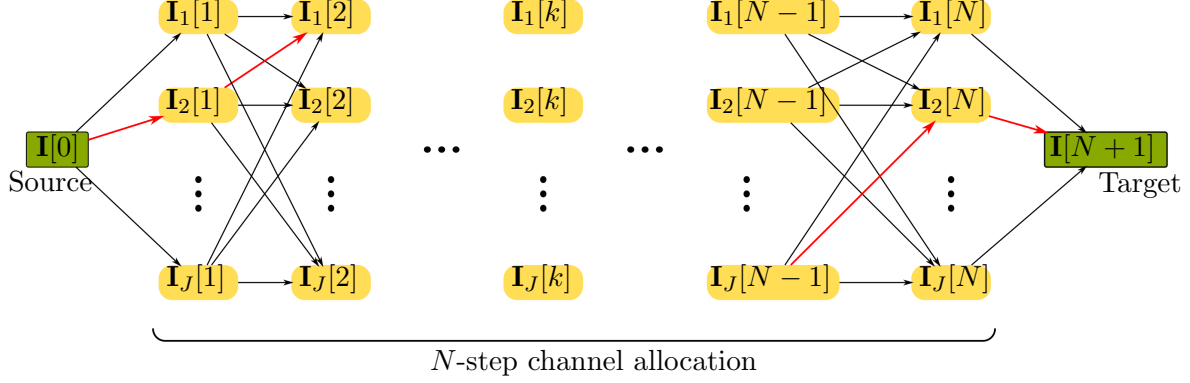 I₁[1] I₁[2] I₁[k] I₁[N − 1] I₁[N]
I₂[1] I₂[2] I₂[k] I₂[N − 1] I₂[N]
I[0] ... ... I[N + 1]
Source Target
I_J[1] I_J[2] I_J[k] I_J[N − 1] I_J[N]
N-step channel allocation